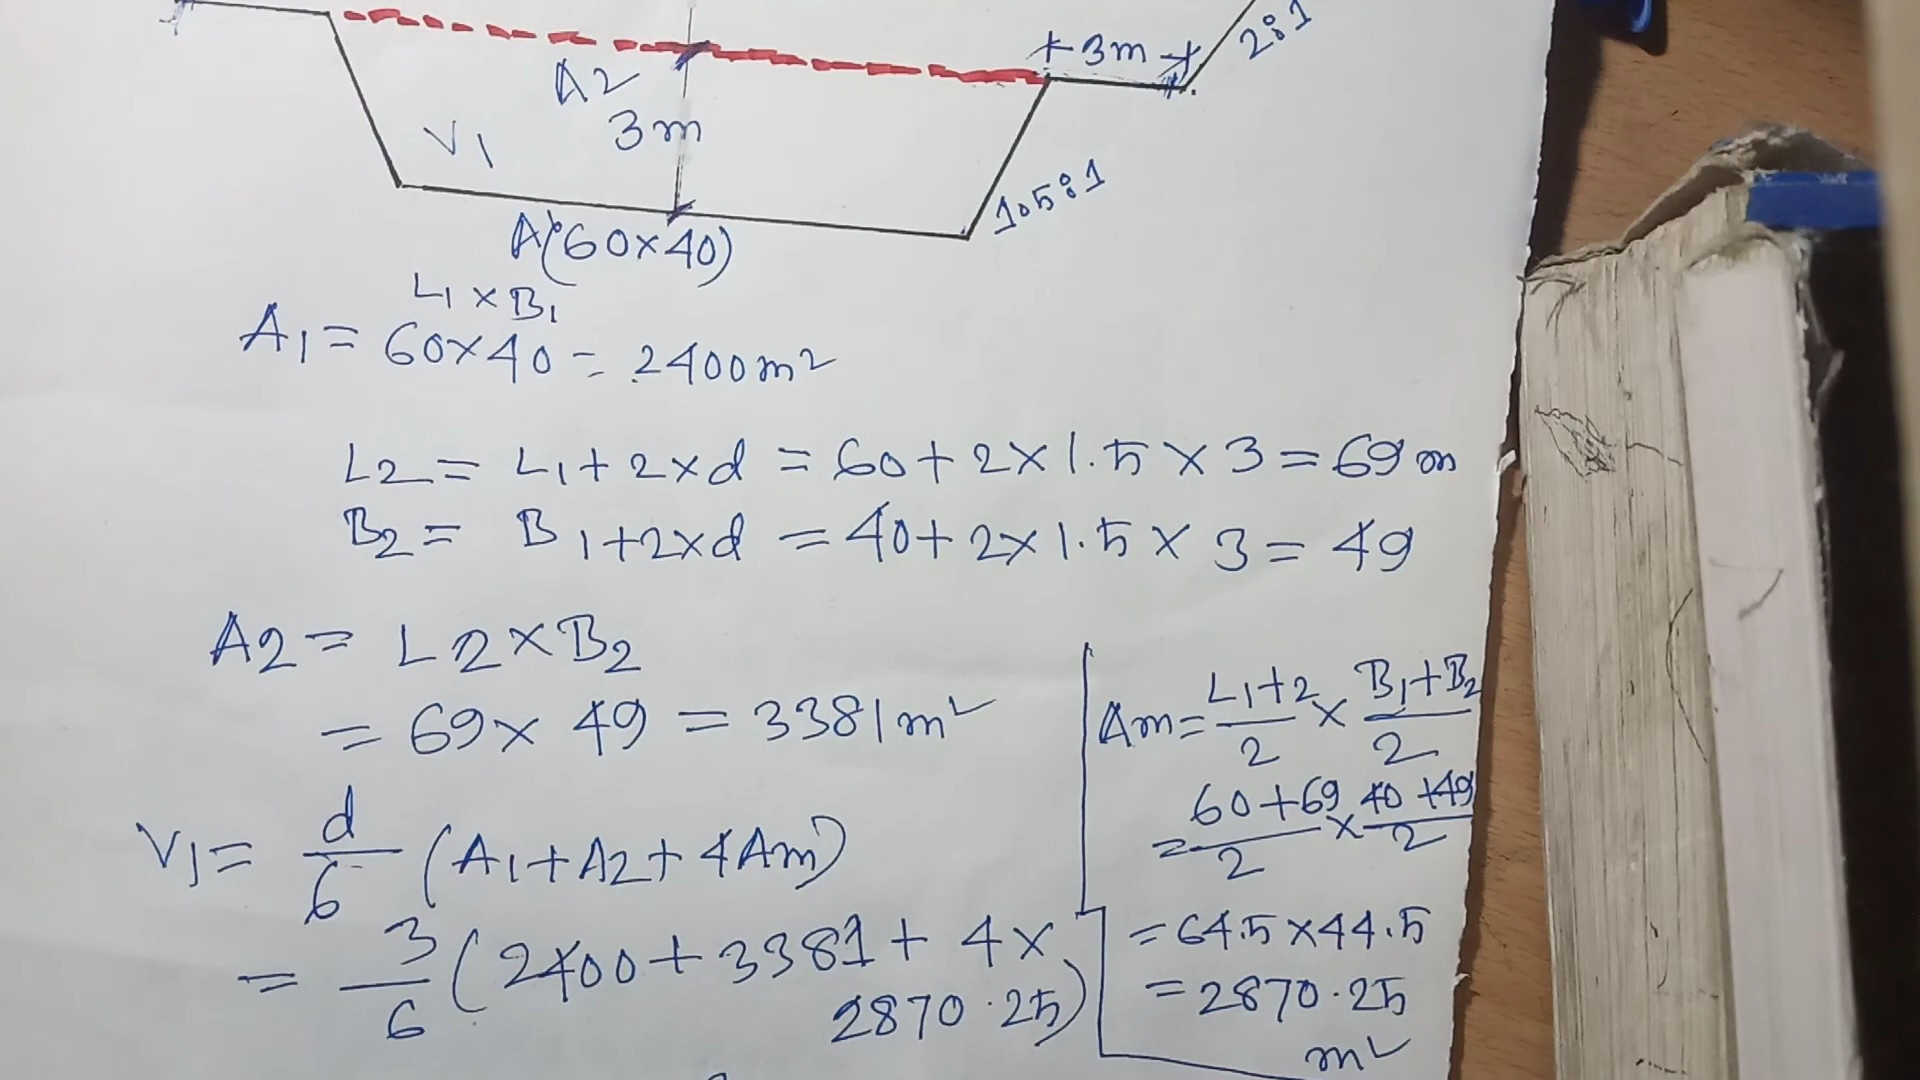 3m
2:1
A2
3m
V1
1.5:1
A(60×40)
L1 × B1
A1 = 60×40 = 2400m²
L2 = L1+2×d = 60+2×1.5×3=69m
B2 = B1+2×d = 40+2×1.5×3=49
A2 = L2×B2
= 69×49 = 3381m²
Am = L1+2/2 × B1+B2/2
= 60+69/2 × 40+49/2
= 64.5×44.5
= 2870.25
m²
V1 = d/6 (A1+A2+4Am)
= 3/6 (2400+3381+4×
2870.25)